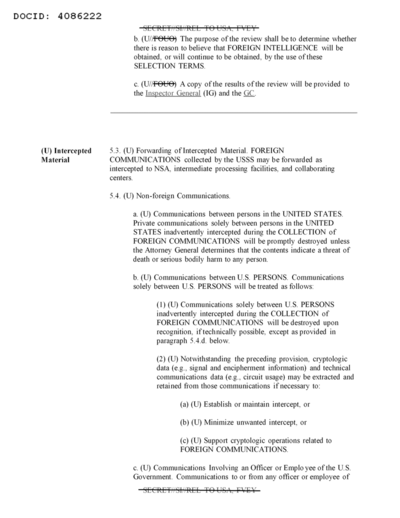 DOCID: 4086222
SECRET//SI//REL TO USA, FVEY
b. (U//FOUO) The purpose of the review shall be to determine whether
there is reason to believe that FOREIGN INTELLIGENCE will be
obtained, or will continue to be obtained, by the use of these
SELECTION TERMS.
c. (U//FOUO) A copy of the results of the review will be provided to
the Inspector General (IG) and the GC.
(U) Intercepted
Material
5.3. (U) Forwarding of Intercepted Material. FOREIGN
COMMUNICATIONS collected by the USSS may be forwarded as
intercepted to NSA, intermediate processing facilities, and collaborating
centers.
5.4. (U) Non-foreign Communications.
a. (U) Communications between persons in the UNITED STATES.
Private communications solely between persons in the UNITED
STATES inadvertently intercepted during the COLLECTION of
FOREIGN COMMUNICATIONS will be promptly destroyed unless
the Attorney General determines that the contents indicate a threat of
death or serious bodily harm to any person.
b. (U) Communications between U.S. PERSONS. Communications
solely between U.S. PERSONS will be treated as follows:
(1) (U) Communications solely between U.S. PERSONS
inadvertently intercepted during the COLLECTION of
FOREIGN COMMUNICATIONS will be destroyed upon
recognition, if technically possible, except as provided in
paragraph 5.4.d. below.
(2) (U) Notwithstanding the preceding provision, cryptologic
data (e.g., signal and encipherment information) and technical
communications data (e.g., circuit usage) may be extracted and
retained from those communications if necessary to:
(a) (U) Establish or maintain intercept, or
(b) (U) Minimize unwanted intercept, or
(c) (U) Support cryptologic operations related to
FOREIGN COMMUNICATIONS.
c. (U) Communications Involving an Officer or Employee of the U.S.
Government. Communications to or from any officer or employee of
SECRET//SI//REL TO USA, FVEY